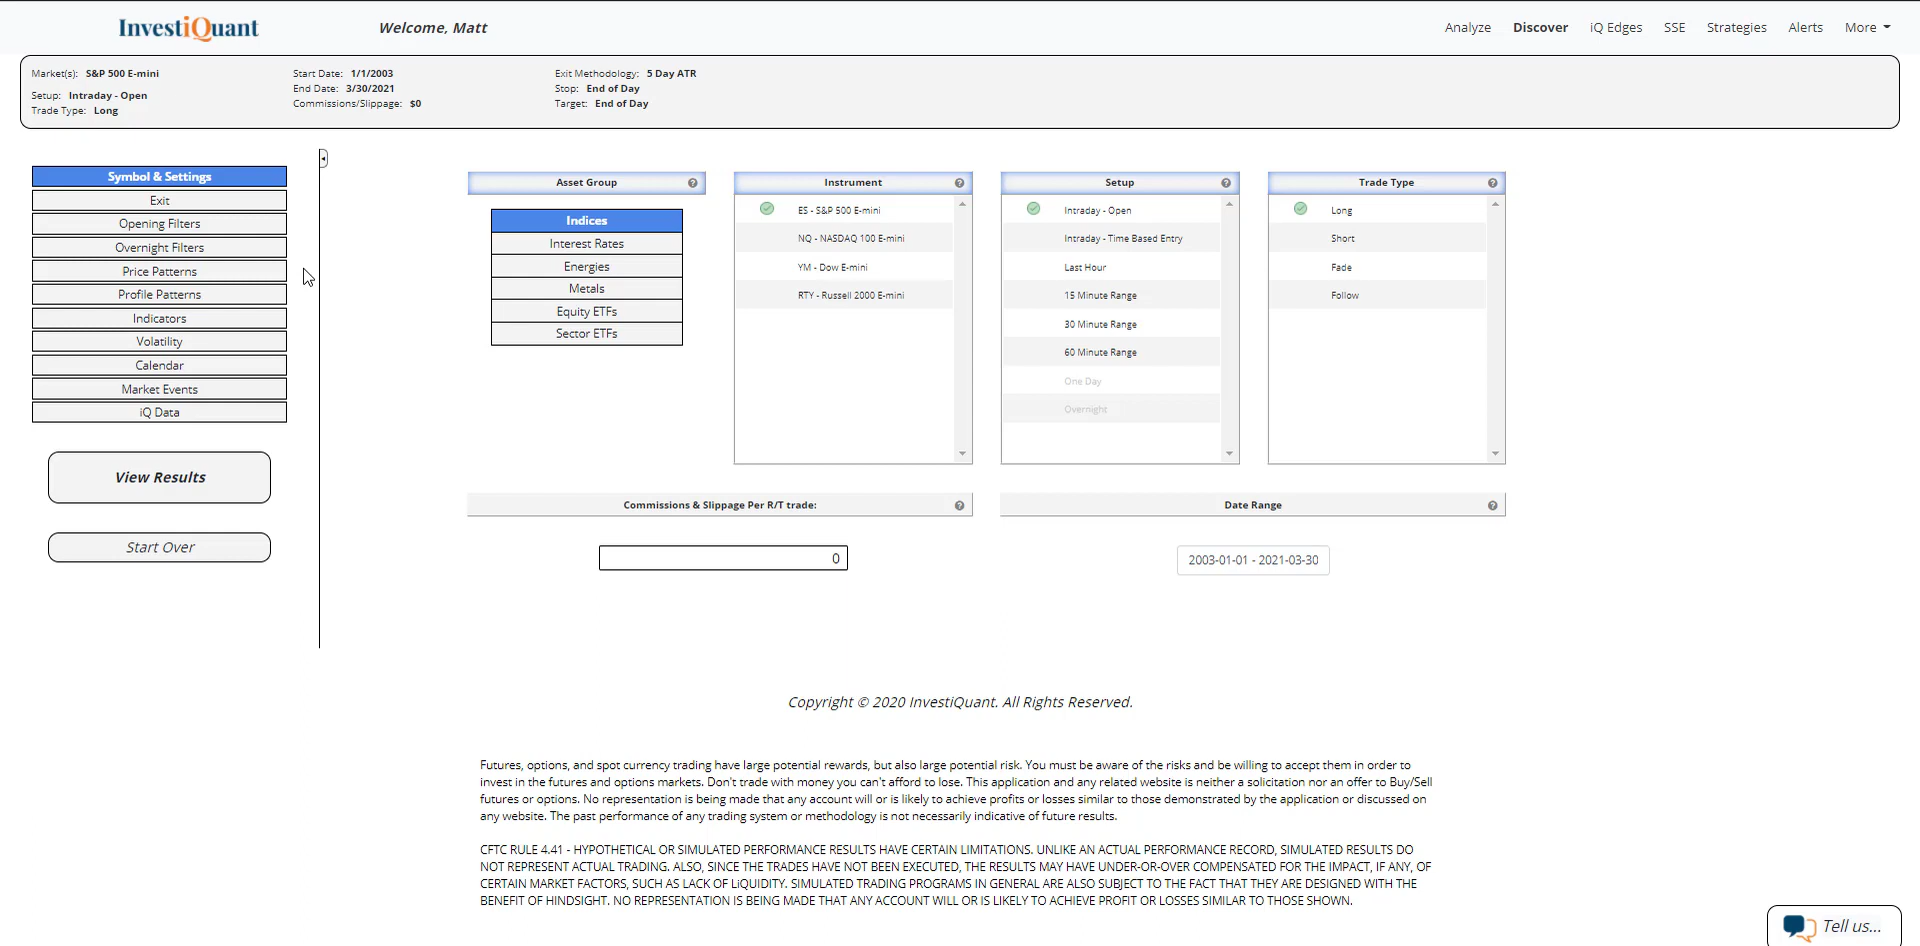 InvestiQuant
Welcome, Matt
Analyze Discover iQ Edges SSE Strategies Alerts More
Market(s): S&P 500 E-mini
Setup: Intraday - Open
Trade Type: Long
Start Date: 1/1/2003
End Date: 3/30/2021
Commissions/Slippage: $0
Exit Methodology: 5 Day ATR
Stop: End of Day
Target: End of Day
Symbol & Settings
Exit
Opening Filters
Overnight Filters
Price Patterns
Profile Patterns
Indicators
Volatility
Calendar
Market Events
iQ Data
View Results
Start Over
Asset Group
Indices
Interest Rates
Energies
Metals
Equity ETFs
Sector ETFs
Instrument
ES - S&P 500 E-mini
NQ - NASDAQ 100 E-mini
YM - Dow E-mini
RTY - Russell 2000 E-mini
Setup
Intraday - Open
Intraday - Time Based Entry
Last Hour
15 Minute Range
30 Minute Range
60 Minute Range
One Day
Overnight
Trade Type
Long
Short
Fade
Follow
Commissions & Slippage Per R/T trade:
0
Date Range
2003-01-01 - 2021-03-30
Copyright © 2020 InvestiQuant. All Rights Reserved.
Futures, options, and spot currency trading have large potential rewards, but also large potential risk. You must be aware of the risks and be willing to accept them in order to
invest in the futures and options markets. Don't trade with money you can't afford to lose. This application and any related website is neither a solicitation nor an offer to Buy/Sell
futures or options. No representation is being made that any account will or is likely to achieve profits or losses similar to those demonstrated by the application or discussed on
any website. The past performance of any trading system or methodology is not necessarily indicative of future results.
CFTC RULE 4.41 - HYPOTHETICAL OR SIMULATED PERFORMANCE RESULTS HAVE CERTAIN LIMITATIONS. UNLIKE AN ACTUAL PERFORMANCE RECORD, SIMULATED RESULTS DO
NOT REPRESENT ACTUAL TRADING. ALSO, SINCE THE TRADES HAVE NOT BEEN EXECUTED, THE RESULTS MAY HAVE UNDER-OR-OVER COMPENSATED FOR THE IMPACT, IF ANY, OF
CERTAIN MARKET FACTORS, SUCH AS LACK OF LiQUIDITY. SIMULATED TRADING PROGRAMS IN GENERAL ARE ALSO SUBJECT TO THE FACT THAT THEY ARE DESIGNED WITH THE
BENEFIT OF HINDSIGHT. NO REPRESENTATION IS BEING MADE THAT ANY ACCOUNT WILL OR IS LIKELY TO ACHIEVE PROFIT OR LOSSES SIMILAR TO THOSE SHOWN.
Tell us...